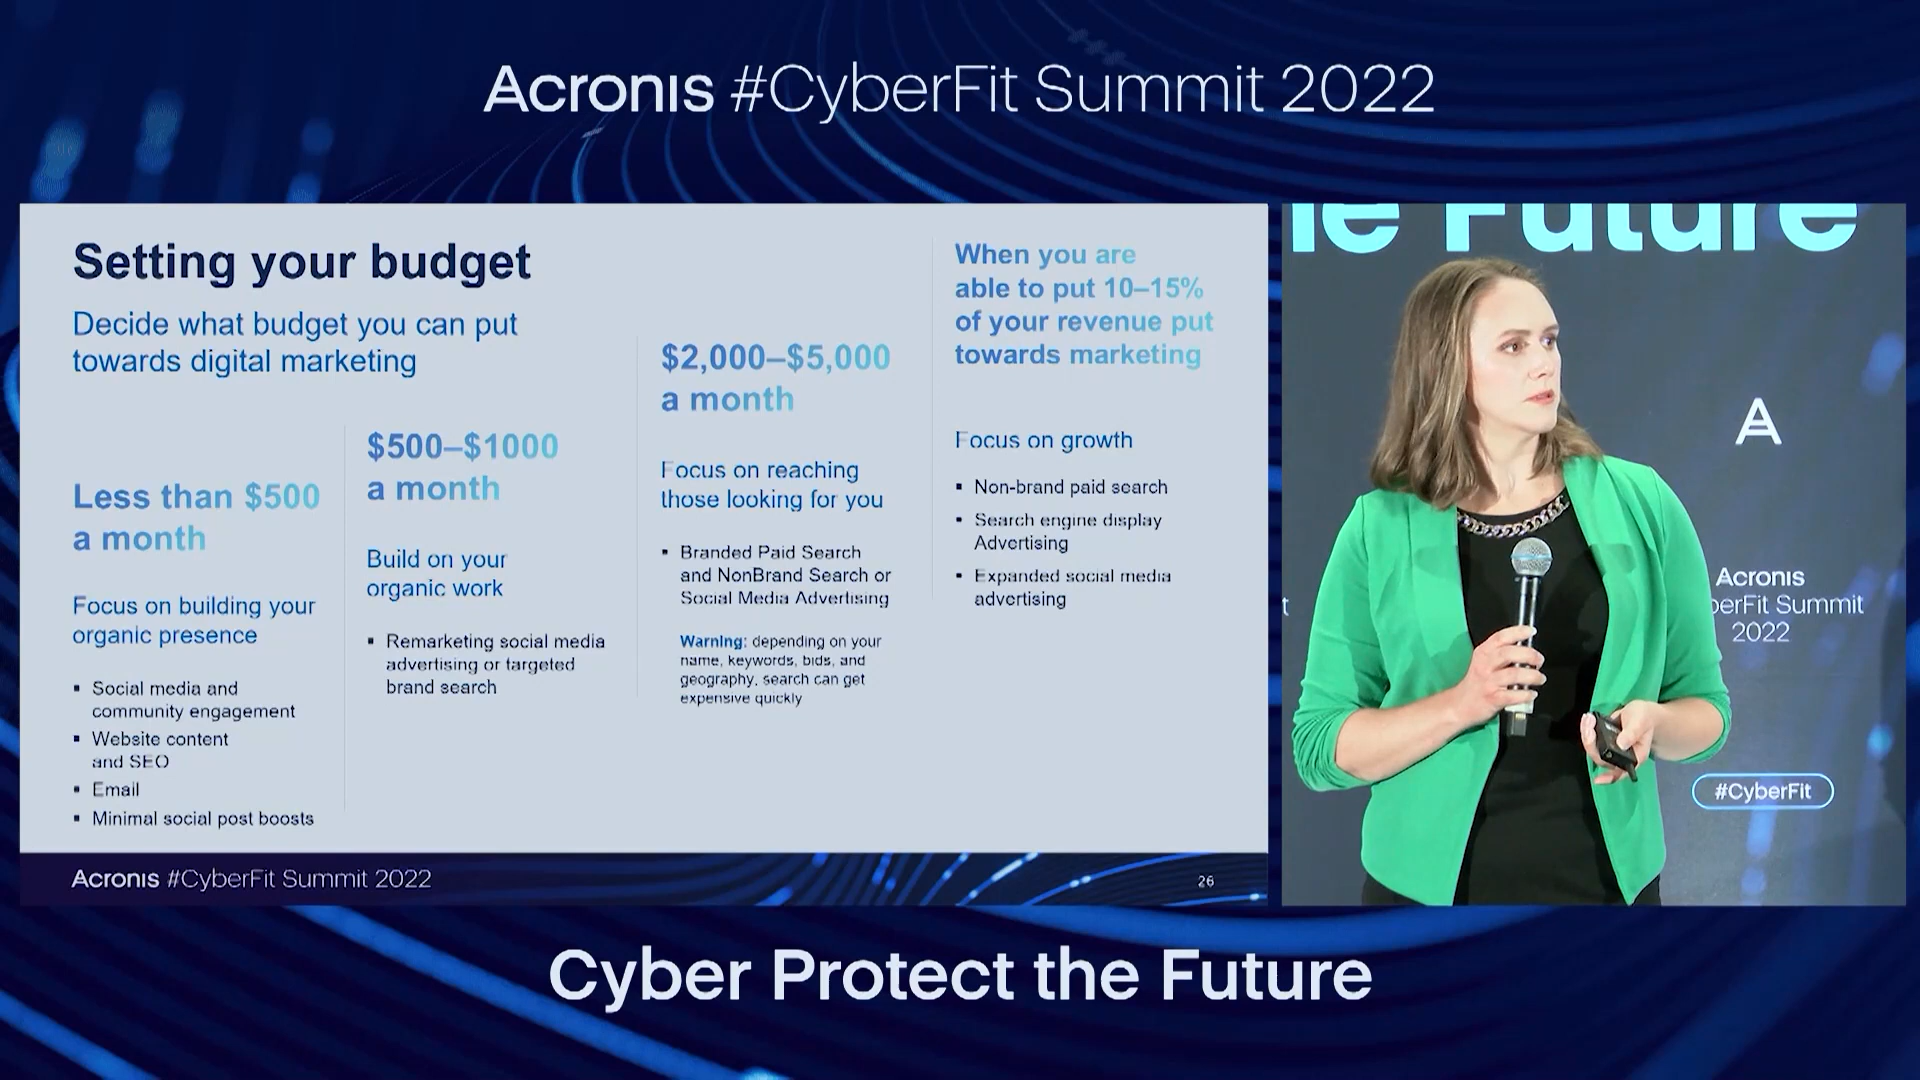 Acronis #CyberFit Summit 2022
Setting your budget
Decide what budget you can put
towards digital marketing
Less than $500
a month
Focus on building your
organic presence
▪ Social media and
community engagement
▪ Website content
and SEO
▪ Email
▪ Minimal social post boosts
$500–$1000
a month
Build on your
organic work
▪ Remarketing social media
advertising or targeted
brand search
$2,000–$5,000
a month
Focus on reaching
those looking for you
▪ Branded Paid Search
and NonBrand Search or
Social Media Advertising
Warning: depending on your
name, keywords, bids, and
geography, search can get
expensive quickly
When you are
able to put 10–15%
of your revenue put
towards marketing
Focus on growth
▪ Non-brand paid search
▪ Search engine display
Advertising
▪ Expanded social media
advertising
Acronis #CyberFit Summit 2022
26
Future
A
Acronis
Summit
2022
#CyberFit
Cyber Protect the Future